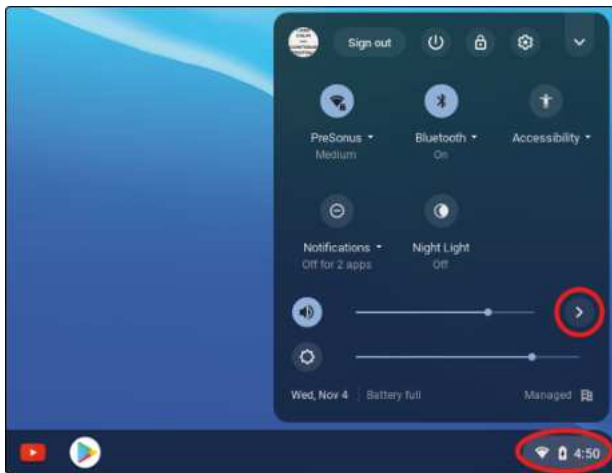 Sign out
PreSonus
Medium
Bluetooth
On
Accessibility
Notifications
Off for 2 apps
Night Light
Off
Wed, Nov 4
Battery full
Managed
4:50